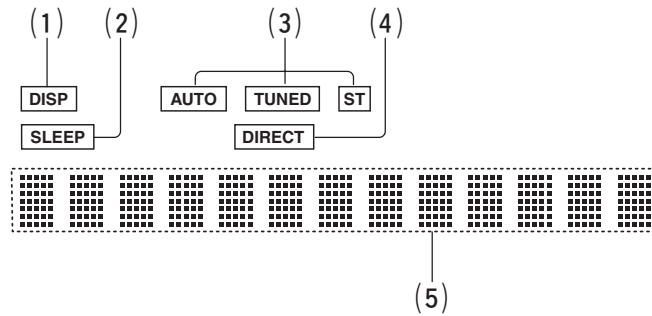 (1) (2) (3) (4)
DISP AUTO TUNED ST
SLEEP DIRECT
(5)